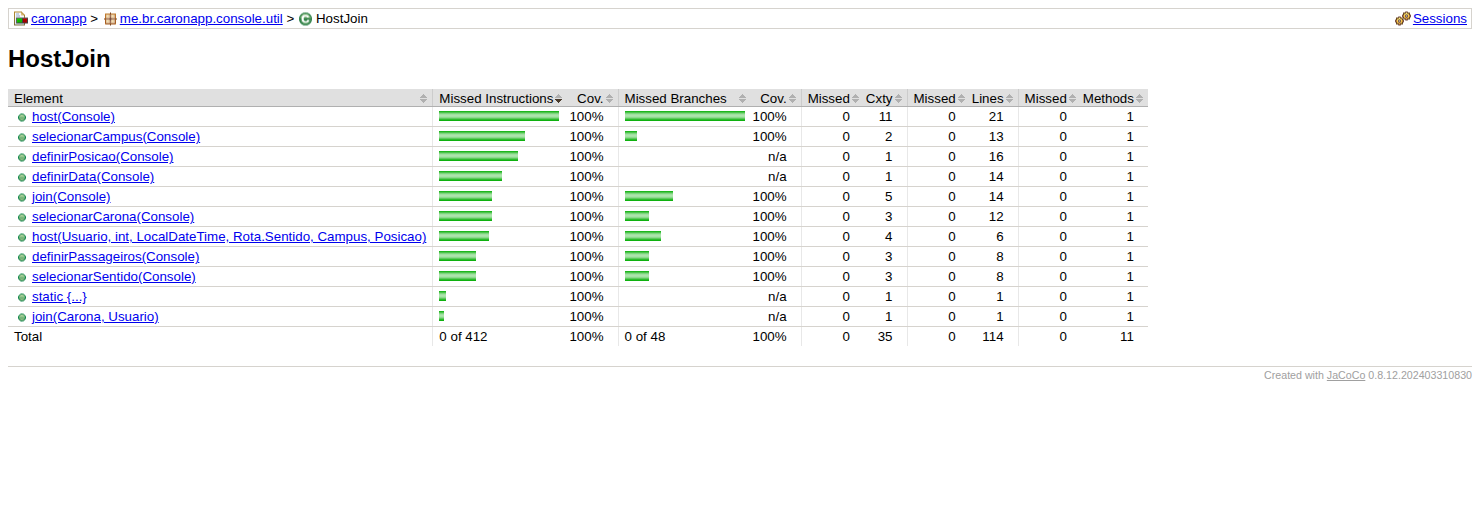 caronapp > me.br.caronapp.console.util > HostJoin Sessions
HostJoin
Element Missed Instructions Cov. Missed Branches Cov. Missed Cxty Missed Lines Missed Methods
host(Console) 100% 100% 0 11 0 21 0 1
selecionarCampus(Console) 100% 100% 0 2 0 13 0 1
definirPosicao(Console) 100% n/a 0 1 0 16 0 1
definirData(Console) 100% n/a 0 1 0 14 0 1
join(Console) 100% 100% 0 5 0 14 0 1
selecionarCarona(Console) 100% 100% 0 3 0 12 0 1
host(Usuario, int, LocalDateTime, Rota.Sentido, Campus, Posicao) 100% 100% 0 4 0 6 0 1
definirPassageiros(Console) 100% 100% 0 3 0 8 0 1
selecionarSentido(Console) 100% 100% 0 3 0 8 0 1
static {...} 100% n/a 0 1 0 1 0 1
join(Carona, Usuario) 100% n/a 0 1 0 1 0 1
Total 0 of 412 100% 0 of 48 100% 0 35 0 114 0 11
Created with JaCoCo 0.8.12.202403310830